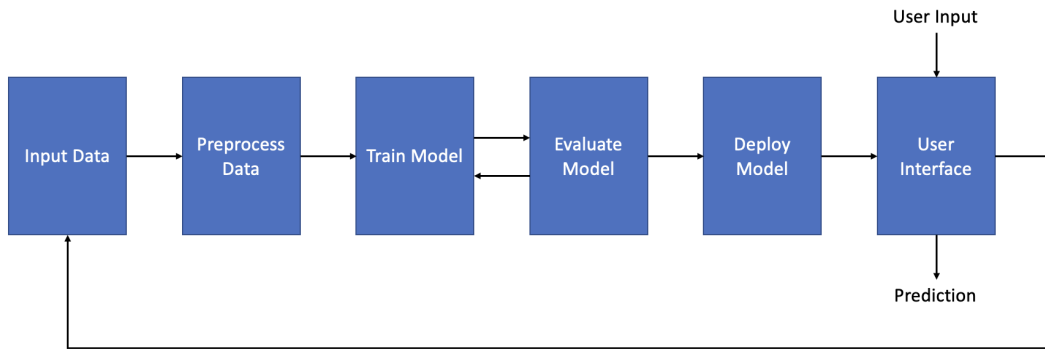 User Input
Input Data
Preprocess
Data
Train Model
Evaluate
Model
Deploy
Model
User
Interface
Prediction